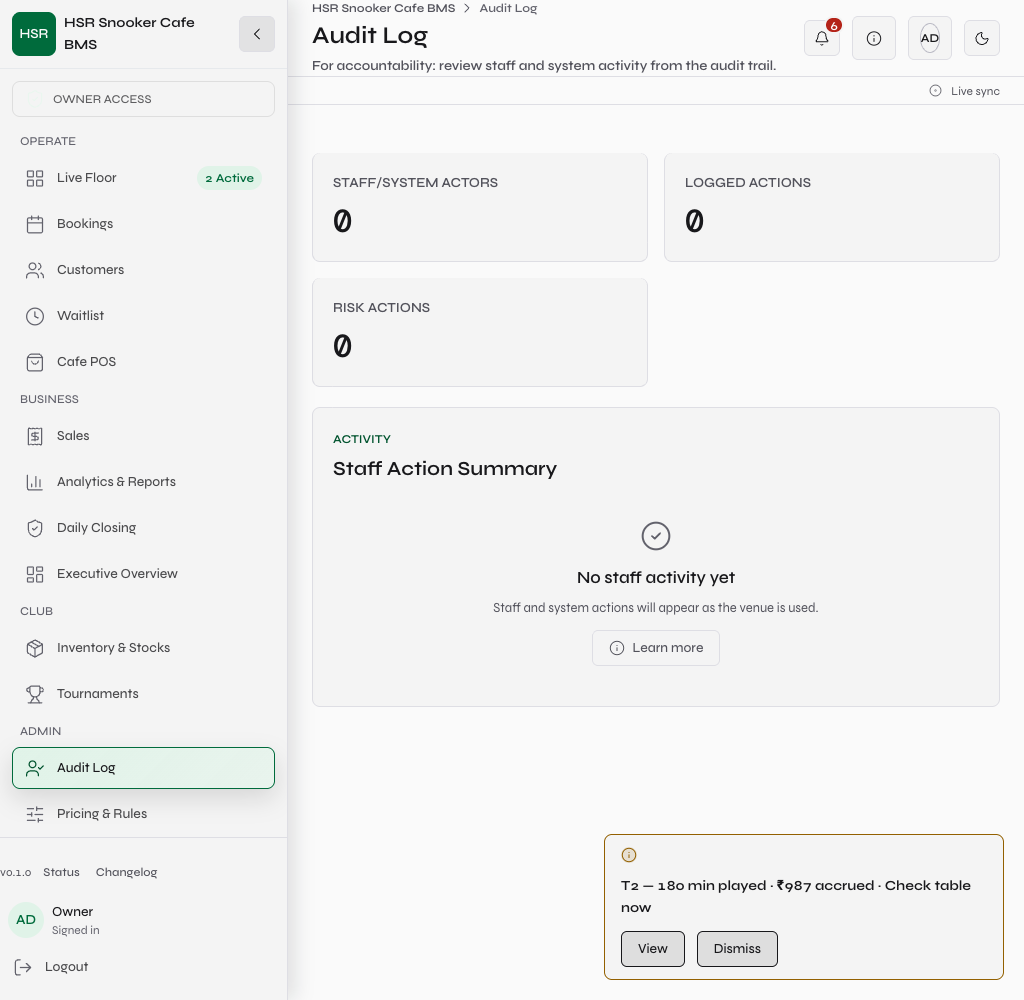 HSR
HSR Snooker Cafe
BMS
OWNER ACCESS
OPERATE
Live Floor
2 Active
Bookings
Customers
Waitlist
Cafe POS
BUSINESS
Sales
Analytics & Reports
Daily Closing
Executive Overview
CLUB
Inventory & Stocks
Tournaments
ADMIN
Audit Log
Pricing & Rules
v0.1.0
Status
Changelog
AD
Owner
Signed in
Logout
HSR Snooker Cafe BMS > Audit Log
Audit Log
For accountability: review staff and system activity from the audit trail.
6
AD
Live sync
STAFF/SYSTEM ACTORS
0
LOGGED ACTIONS
0
RISK ACTIONS
0
ACTIVITY
Staff Action Summary
No staff activity yet
Staff and system actions will appear as the venue is used.
Learn more
T2 — 180 min played · ₹987 accrued · Check table
now
View
Dismiss